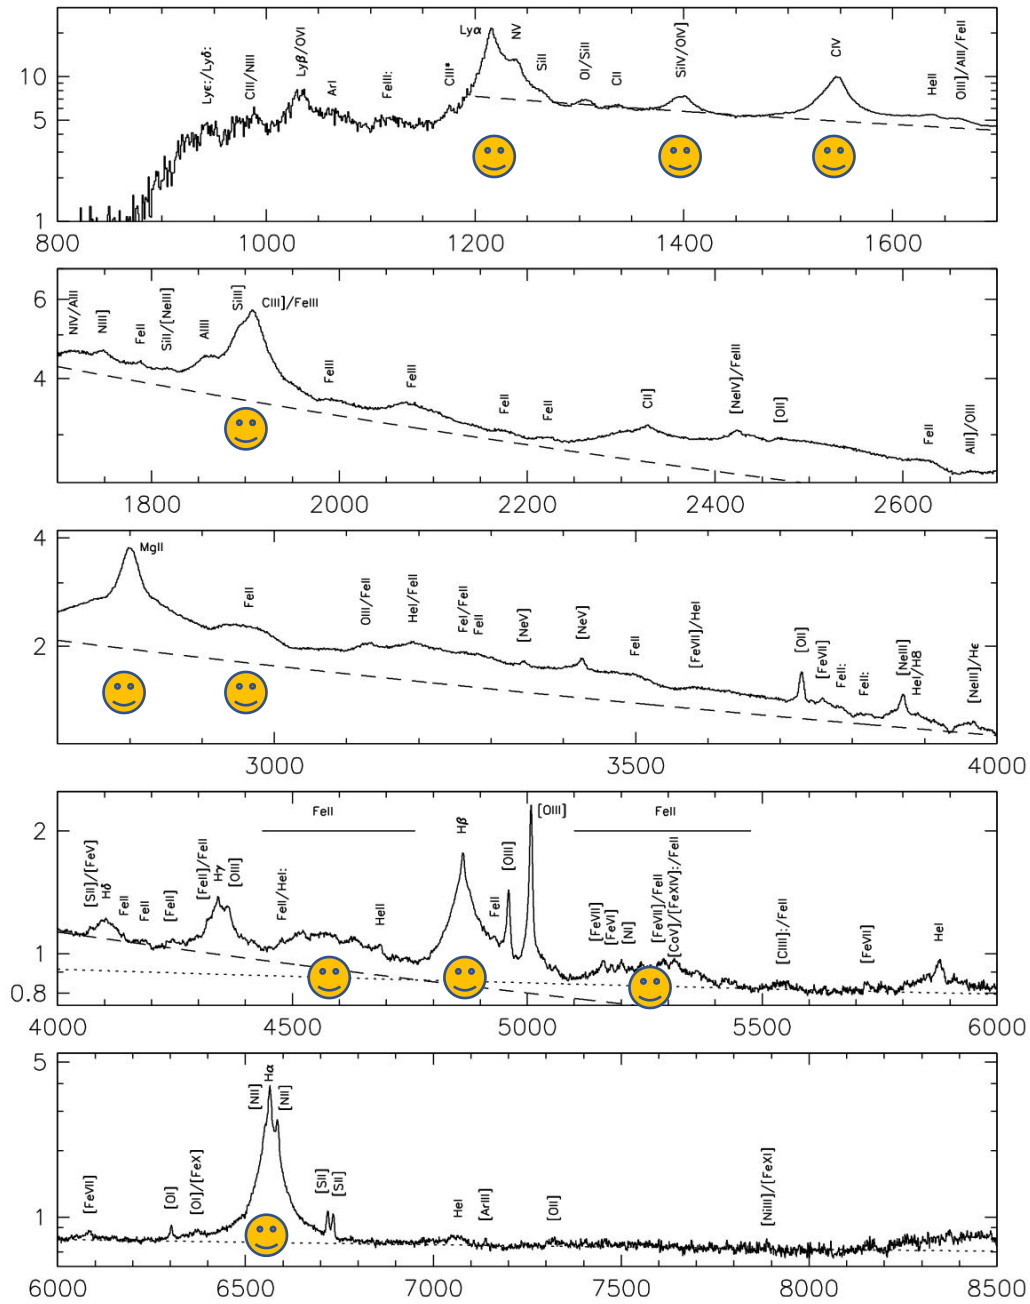 Lyε:/Lyδ:
CIII/NIII
Lyβ/OVI
ArI
FeIII:
CIII*
Lyα
NV
SiII
OI/SiII
CII
SiIV/OIV]
CIV
HeII
OIII]/AlII/FeII
10
5
1
800
1000
1200
1400
1600
NIV/AlII
NIII]
FeII
SiII/[NeIII]
AlIII
SiIII]
CIII]/FeIII
FeIII
FeIII
FeII
FeII
CII]
[NeIV]/FeIII
[OII]
FeII
AlII]/OIII
6
4
1800
2000
2200
2400
2600
MgII
FeII
OIII/FeII
HeI/FeII
FeI/FeII
FeII
[NeV]
[NeV]
FeII
[FeVII]/HeI
[OII]
[FeVII]
FeII:
FeII:
[NeIII]
HeI/H8
[NeIII]/Hε
4
2
3000
3500
4000
[SII]/[FeV]
Hδ
FeII
FeII
[FeII]
[FeII]/FeII
Hγ
[OIII]
FeII
FeII/HeI:
HeII
Hβ
FeII
[OIII]
[OIII]
FeII
[FeVII]
[FeVI]
[NI]
[FeVII]/FeII
[CaV]/[FeXIV]:/FeII
[ClIII]:/FeII
[FeVII]
HeI
2
1
0.8
4000
4500
5000
5500
6000
[FeVII]
[OI]
[OI]/[FeX]
[NII]
Hα
[NII]
[SII]
[SII]
HeI
[ArIII]
[OII]
[NiIII]/[FeXI]
5
1
6000
6500
7000
7500
8000
8500